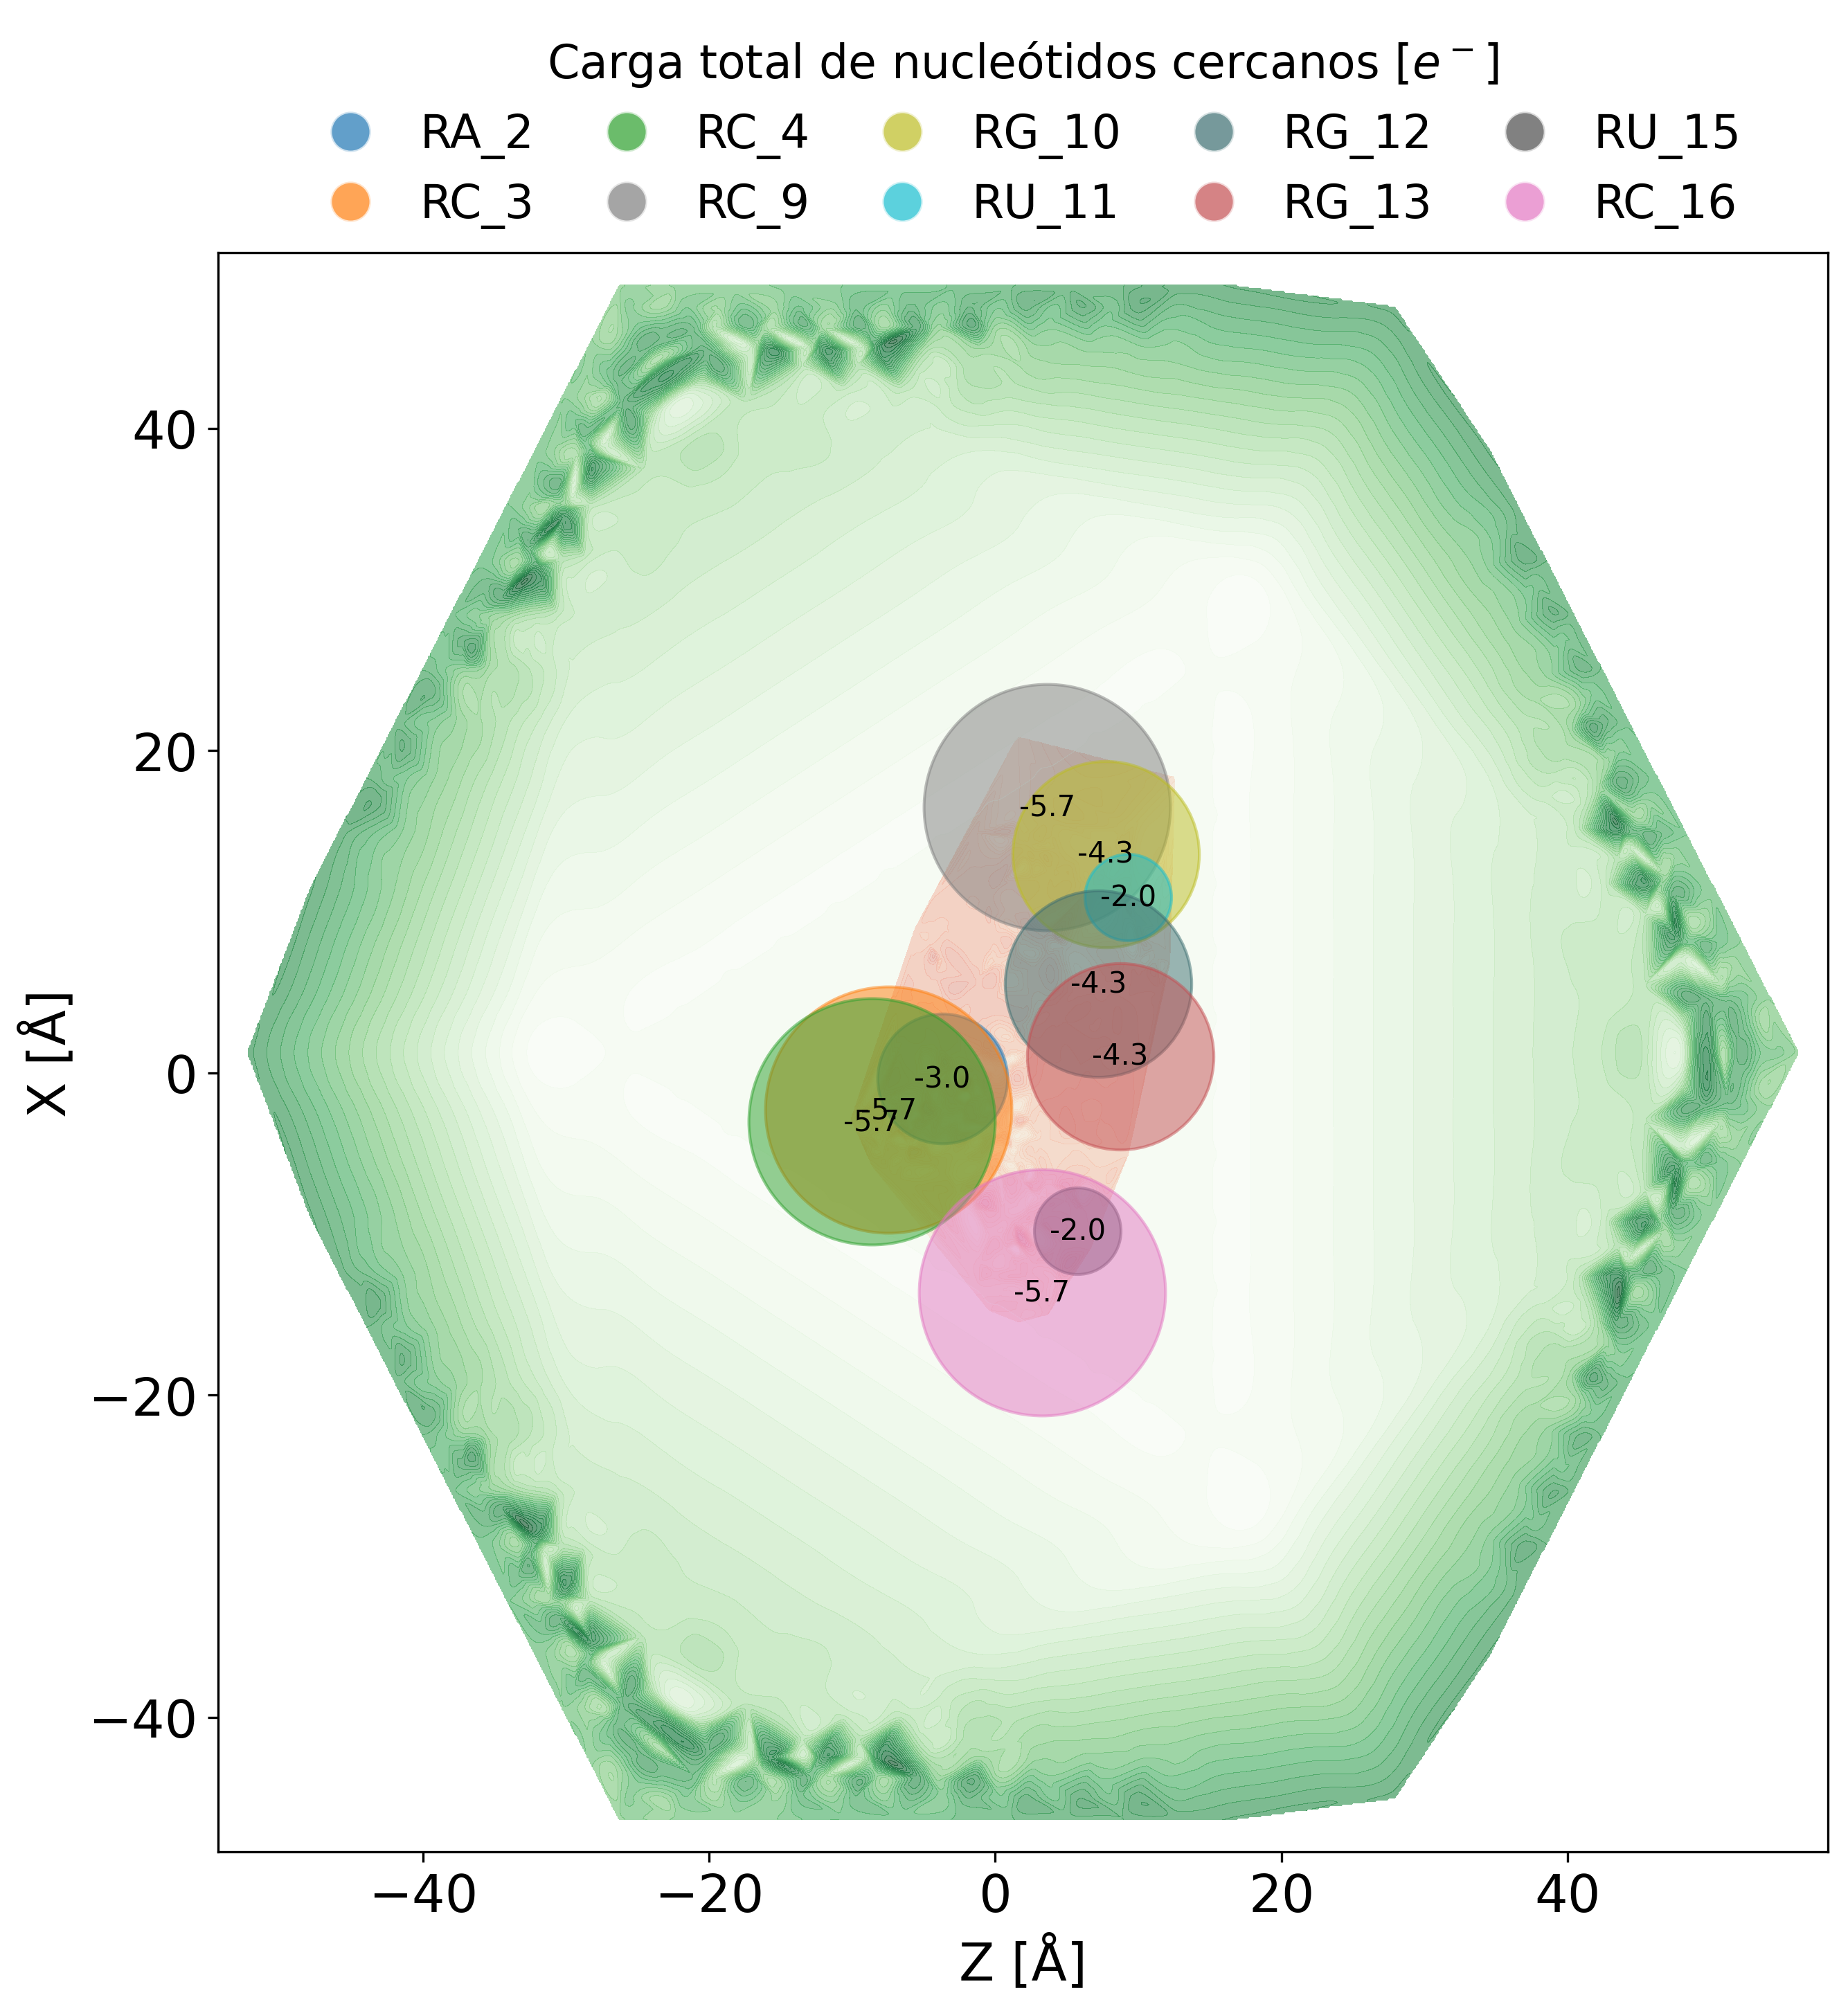 Carga total de nucleótidos cercanos [e⁻]
RA_2 RC_4 RG_10 RG_12 RU_15
RC_3 RC_9 RU_11 RG_13 RC_16
40
20
0
−20
−40
X [Å]
-5.7
-4.3
-2.0
-4.3
-4.3
-3.0
5.7
-5.7
-2.0
-5.7
−40 −20 0 20 40
Z [Å]